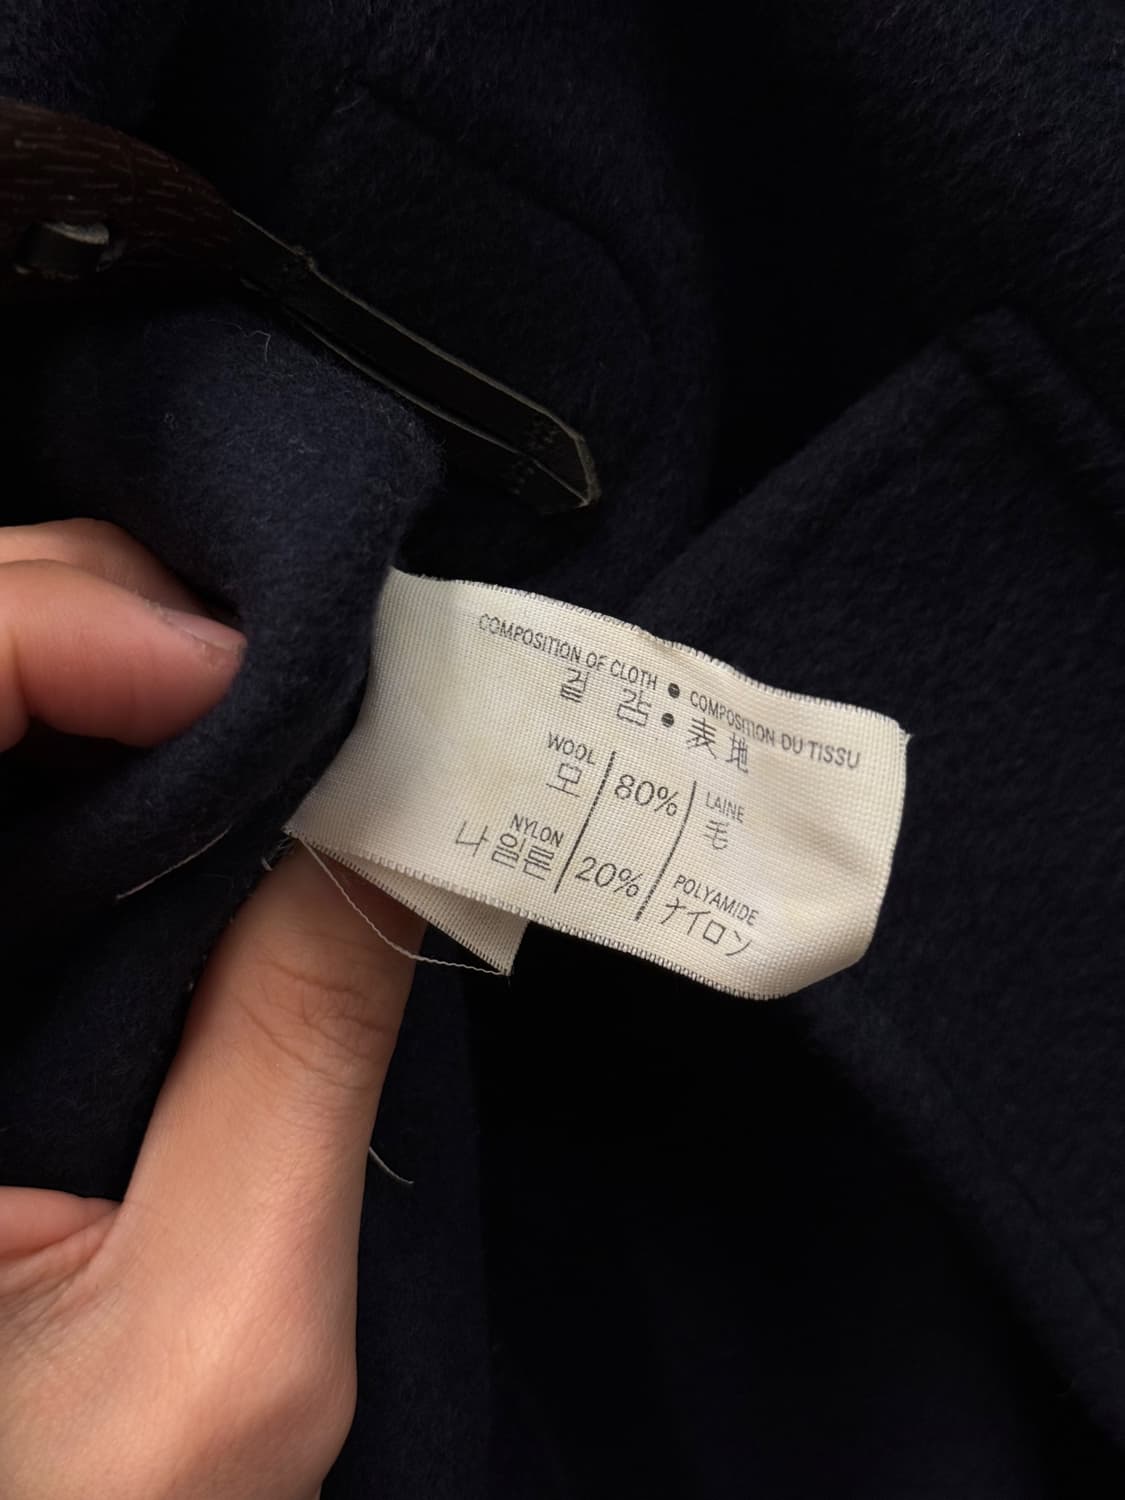 COMPOSITION OF CLOTH ● COMPOSITION DU TISSU
겉 감 ● 表 地
WOOL 80% LAINE
모 毛
NYLON 20% POLYAMIDE
나일론 ナイロン